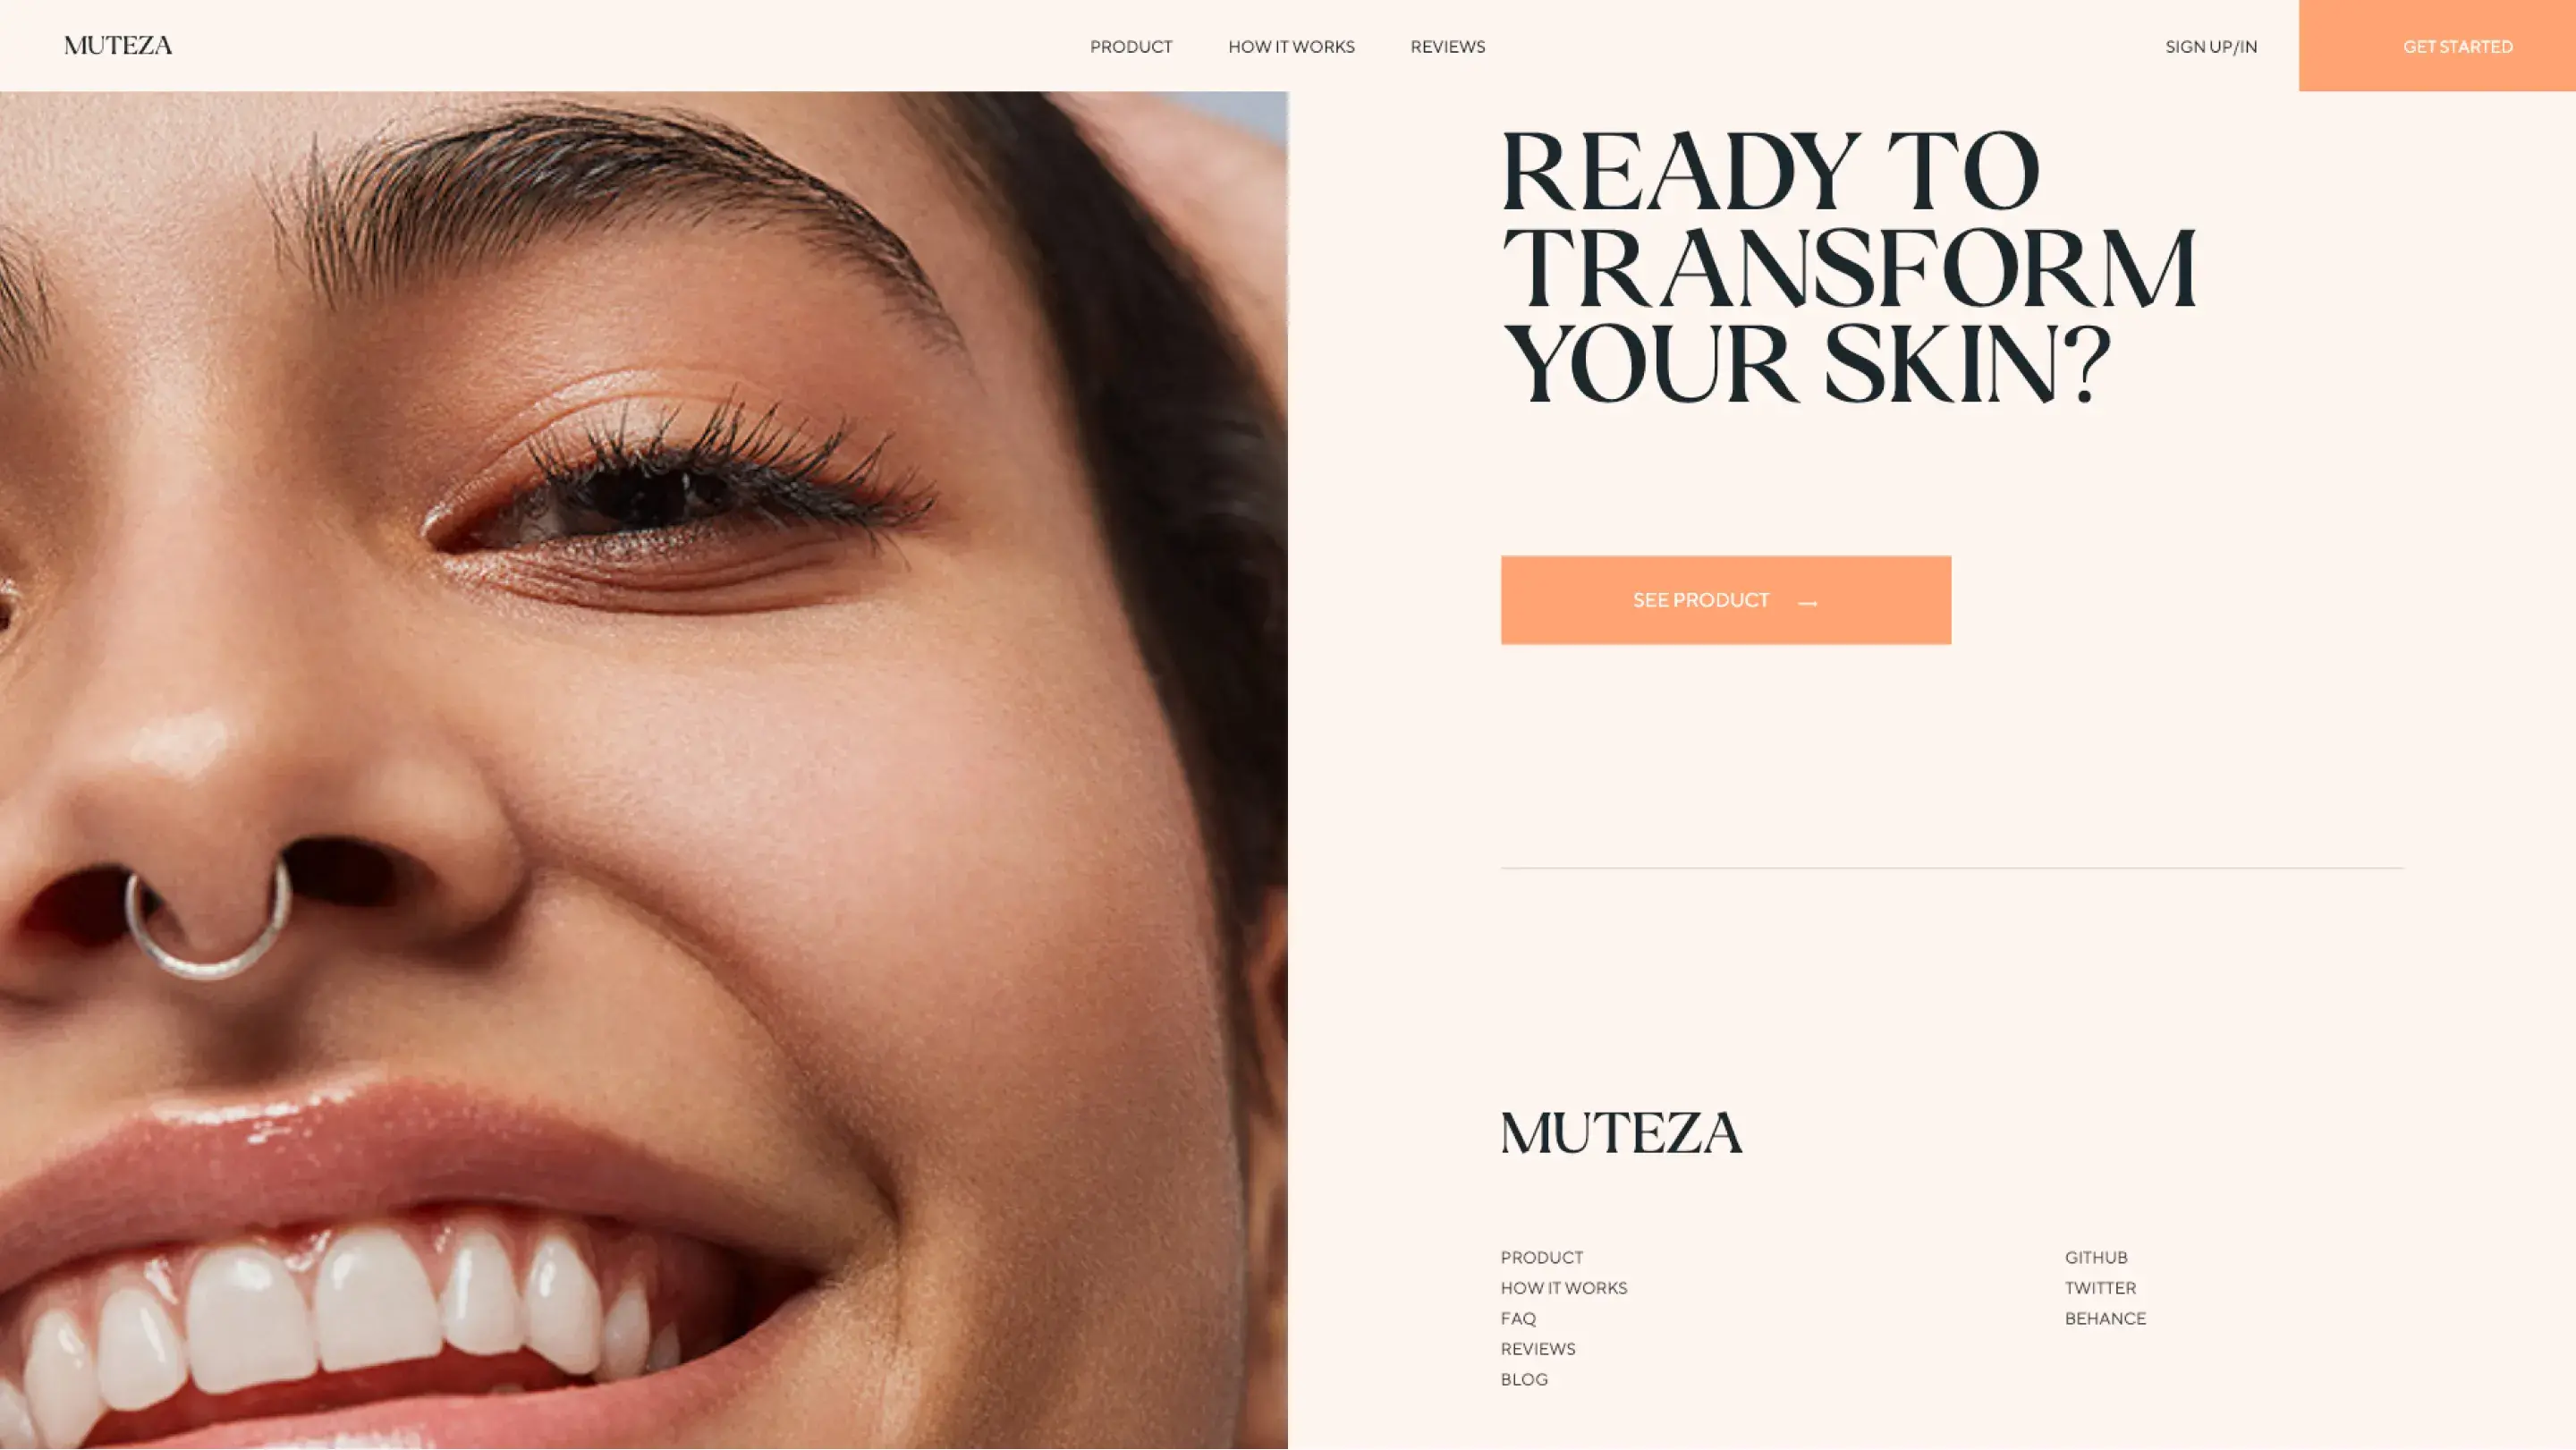 MUTEZA
PRODUCT
HOW IT WORKS
REVIEWS
SIGN UP/IN
GET STARTED
READY TO
TRANSFORM
YOUR SKIN?
SEE PRODUCT →
MUTEZA
PRODUCT
HOW IT WORKS
FAQ
REVIEWS
BLOG
GITHUB
TWITTER
BEHANCE